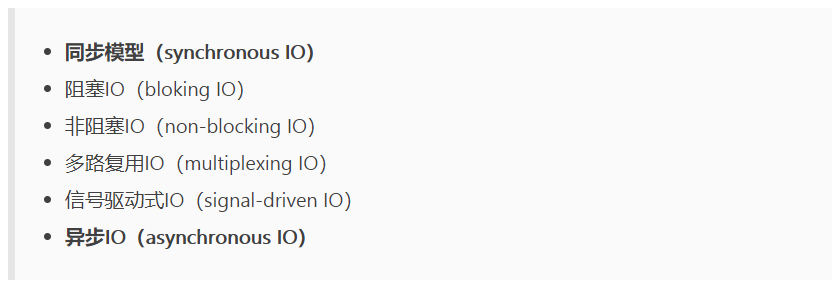 同步模型（synchronous IO）
阻塞IO（bloking IO）
非阻塞IO（non-blocking IO）
多路复用IO（multiplexing IO）
信号驱动式IO（signal-driven IO）
异步IO（asynchronous IO）